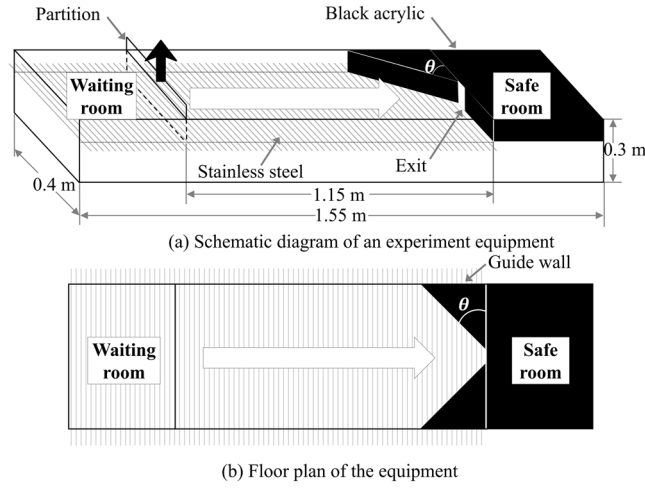 Partition
Black acrylic
θ
Waiting
room
Safe
room
Stainless steel
Exit
0.3 m
0.4 m
1.15 m
1.55 m
(a) Schematic diagram of an experiment equipment
Guide wall
θ
Waiting
room
Safe
room
(b) Floor plan of the equipment